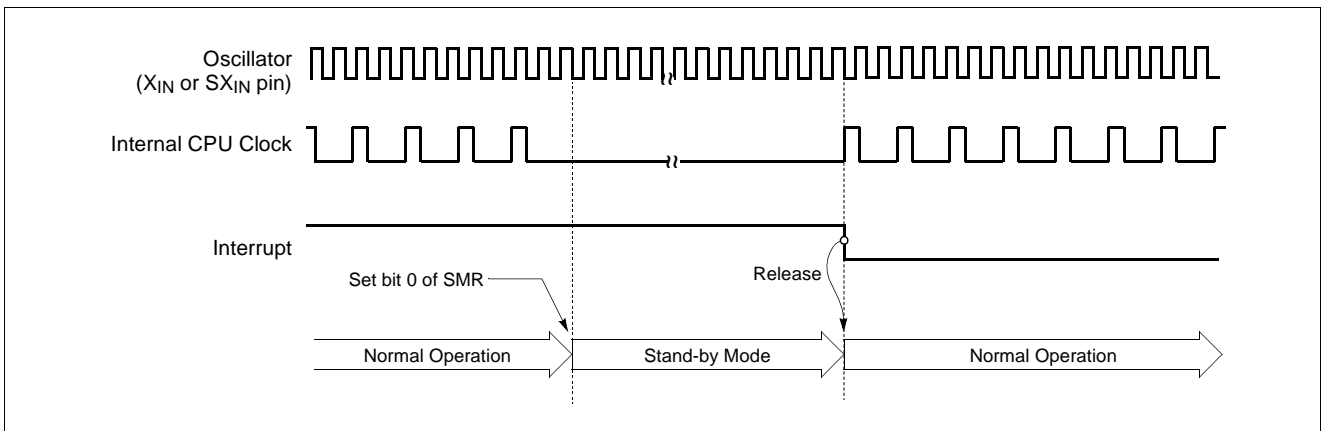 Oscillator
(XIN or SXIN pin)
Internal CPU Clock
Interrupt
Set bit 0 of SMR
Release
Normal Operation
Stand-by Mode
Normal Operation